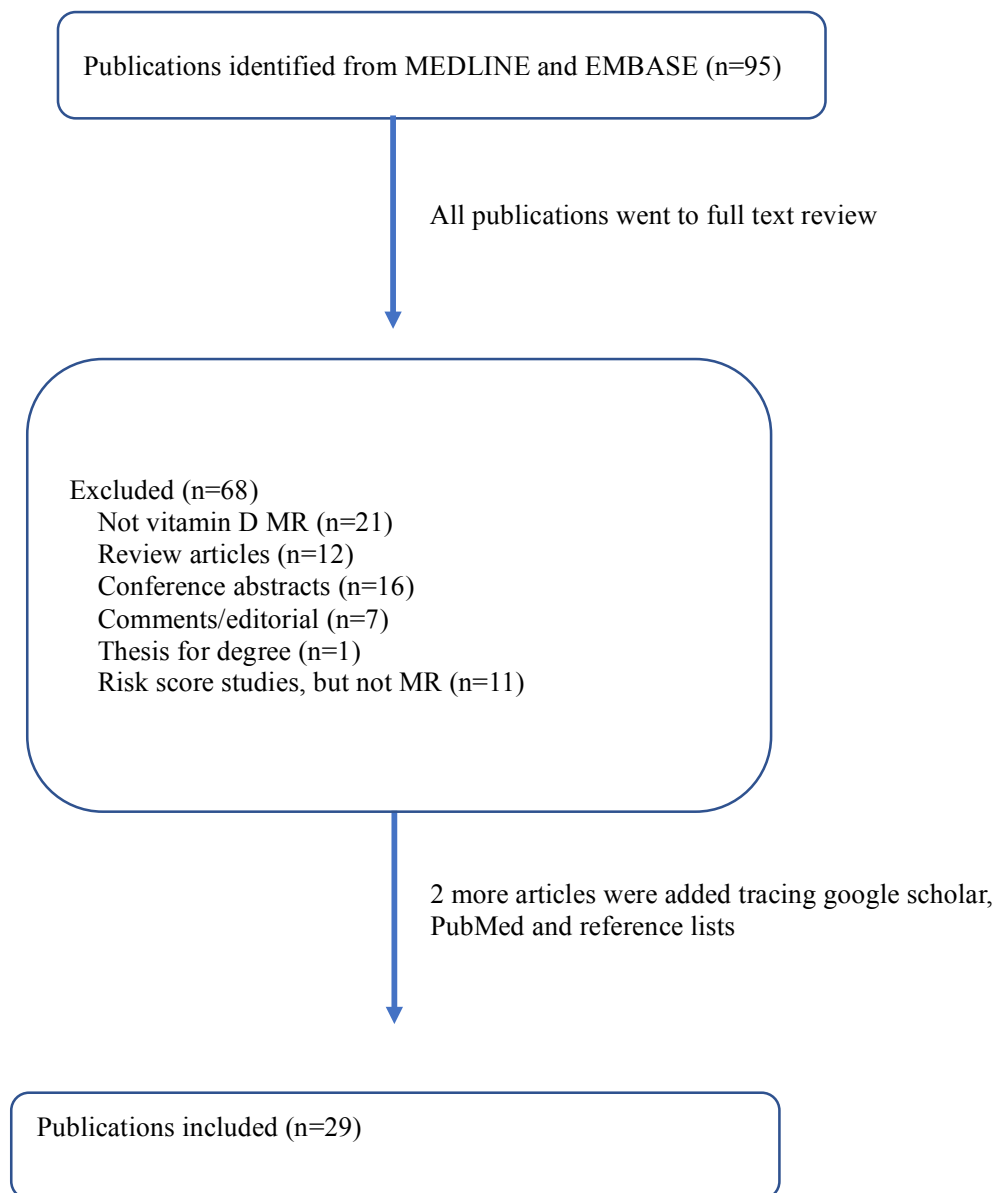 Publications identified from MEDLINE and EMBASE (n=95)
All publications went to full text review
Excluded (n=68)
Not vitamin D MR (n=21)
Review articles (n=12)
Conference abstracts (n=16)
Comments/editorial (n=7)
Thesis for degree (n=1)
Risk score studies, but not MR (n=11)
2 more articles were added tracing google scholar,
PubMed and reference lists
Publications included (n=29)